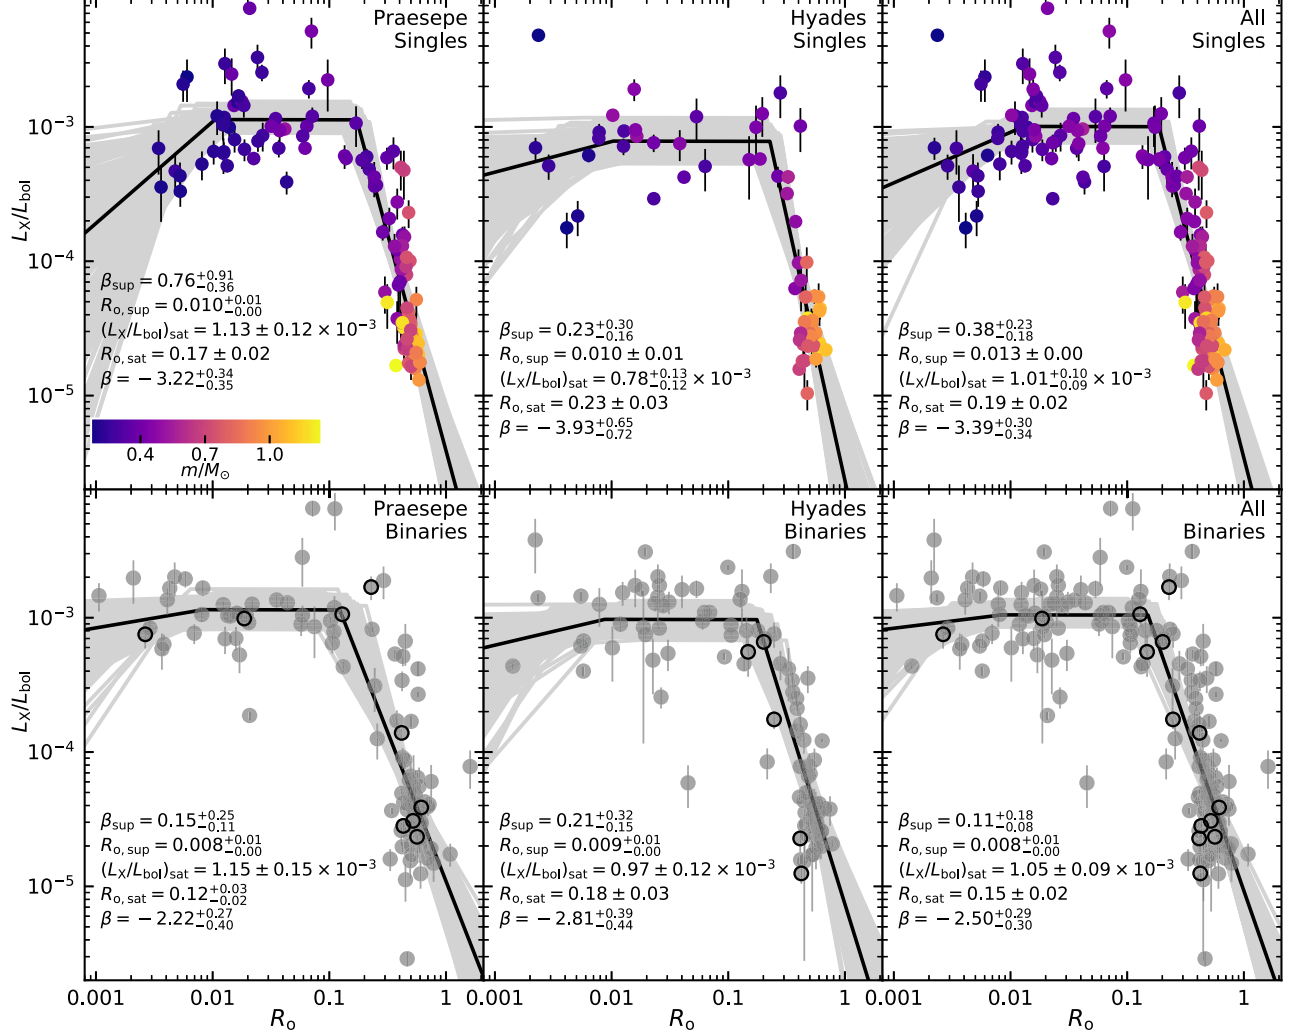 Praesepe
Singles
Hyades
Singles
All
Singles
10⁻³
10⁻⁴
10⁻⁵
L_X/L_bol
β_sup = 0.76^{+0.91}_{−0.36}
R_{o, sup} = 0.010^{+0.01}_{−0.00}
(L_X/L_bol)_sat = 1.13 ± 0.12 × 10⁻³
R_{o, sat} = 0.17 ± 0.02
β = −3.22^{+0.34}_{−0.35}
0.4 0.7 1.0
m/M_⊙
β_sup = 0.23^{+0.30}_{−0.16}
R_{o, sup} = 0.010 ± 0.01
(L_X/L_bol)_sat = 0.78^{+0.13}_{−0.12} × 10⁻³
R_{o, sat} = 0.23 ± 0.03
β = −3.93^{+0.65}_{−0.72}
β_sup = 0.38^{+0.23}_{−0.18}
R_{o, sup} = 0.013 ± 0.00
(L_X/L_bol)_sat = 1.01^{+0.10}_{−0.09} × 10⁻³
R_{o, sat} = 0.19 ± 0.02
β = −3.39^{+0.30}_{−0.34}
Praesepe
Binaries
Hyades
Binaries
All
Binaries
10⁻³
10⁻⁴
10⁻⁵
L_X/L_bol
β_sup = 0.15^{+0.25}_{−0.11}
R_{o, sup} = 0.008^{+0.01}_{−0.00}
(L_X/L_bol)_sat = 1.15 ± 0.15 × 10⁻³
R_{o, sat} = 0.12^{+0.03}_{−0.02}
β = −2.22^{+0.27}_{−0.40}
β_sup = 0.21^{+0.32}_{−0.15}
R_{o, sup} = 0.009^{+0.01}_{−0.00}
(L_X/L_bol)_sat = 0.97 ± 0.12 × 10⁻³
R_{o, sat} = 0.18 ± 0.03
β = −2.81^{+0.39}_{−0.44}
β_sup = 0.11^{+0.18}_{−0.08}
R_{o, sup} = 0.008^{+0.01}_{−0.00}
(L_X/L_bol)_sat = 1.05 ± 0.09 × 10⁻³
R_{o, sat} = 0.15 ± 0.02
β = −2.50^{+0.29}_{−0.30}
0.001 0.01 0.1 0.001 0.01 0.1 1 0.001 0.01 0.1 1
R_o R_o R_o